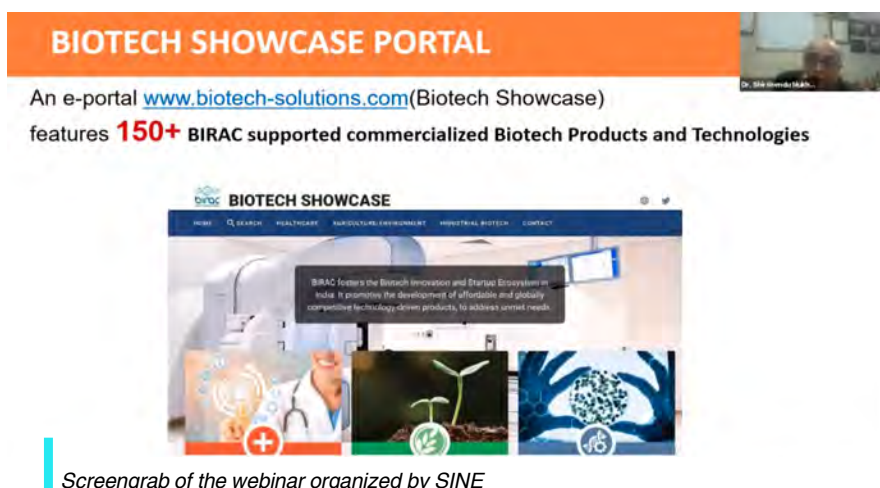 BIOTECH SHOWCASE PORTAL
An e-portal www.biotech-solutions.com(Biotech Showcase)
features 150+ BIRAC supported commercialized Biotech Products and Technologies
birac BIOTECH SHOWCASE
HOME SEARCH HEALTHCARE AGRICULTURE/ENVIRONMENT INDUSTRIAL BIOTECH CONTACT
BIRAC fosters the Biotech Innovation and Startup Ecosystem in
India. It promotes the development of affordable and globally
competitive technology-driven products, to address unmet needs.
Screengrab of the webinar organized by SINE